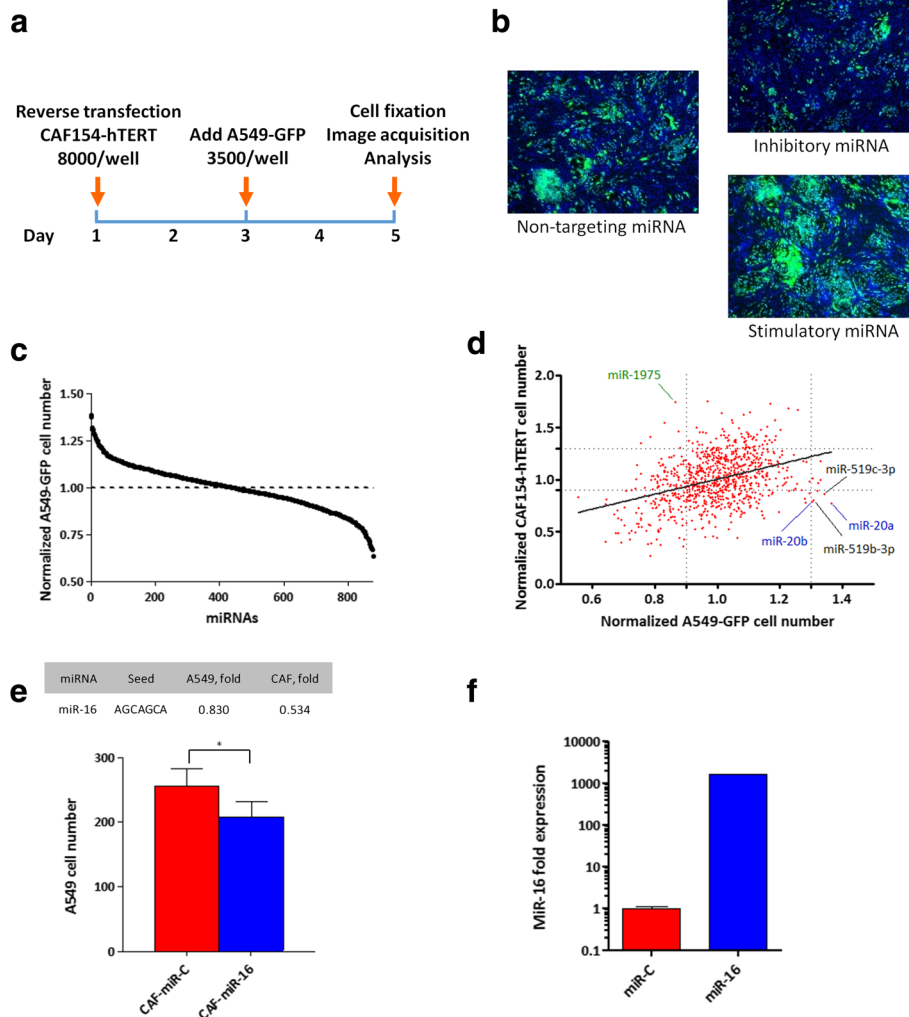 a
Reverse transfection
CAF154-hTERT
8000/well
Add A549-GFP
3500/well
Cell fixation
Image acquisition
Analysis
Day 1 2 3 4 5
b
Non-targeting miRNA
Inhibitory miRNA
Stimulatory miRNA
c
Normalized A549-GFP cell number
1.50
1.25
1.00
0.75
0.50
0 200 400 600 800
miRNAs
d
Normalized CAF154-hTERT cell number
2.0
1.5
1.0
0.5
0.0
miR-1975
miR-519c-3p
miR-20a
miR-20b
miR-519b-3p
0.6 0.8 1.0 1.2 1.4
Normalized A549-GFP cell number
e
miRNA Seed A549, fold CAF, fold
miR-16 AGCAGCA 0.830 0.534
A549 cell number
300
200
100
0
*
CAF-miR-C
CAF- miR-16
f
MiR-16 fold expression
10000
1000
100
10
1
0.1
miR-C
miR-16